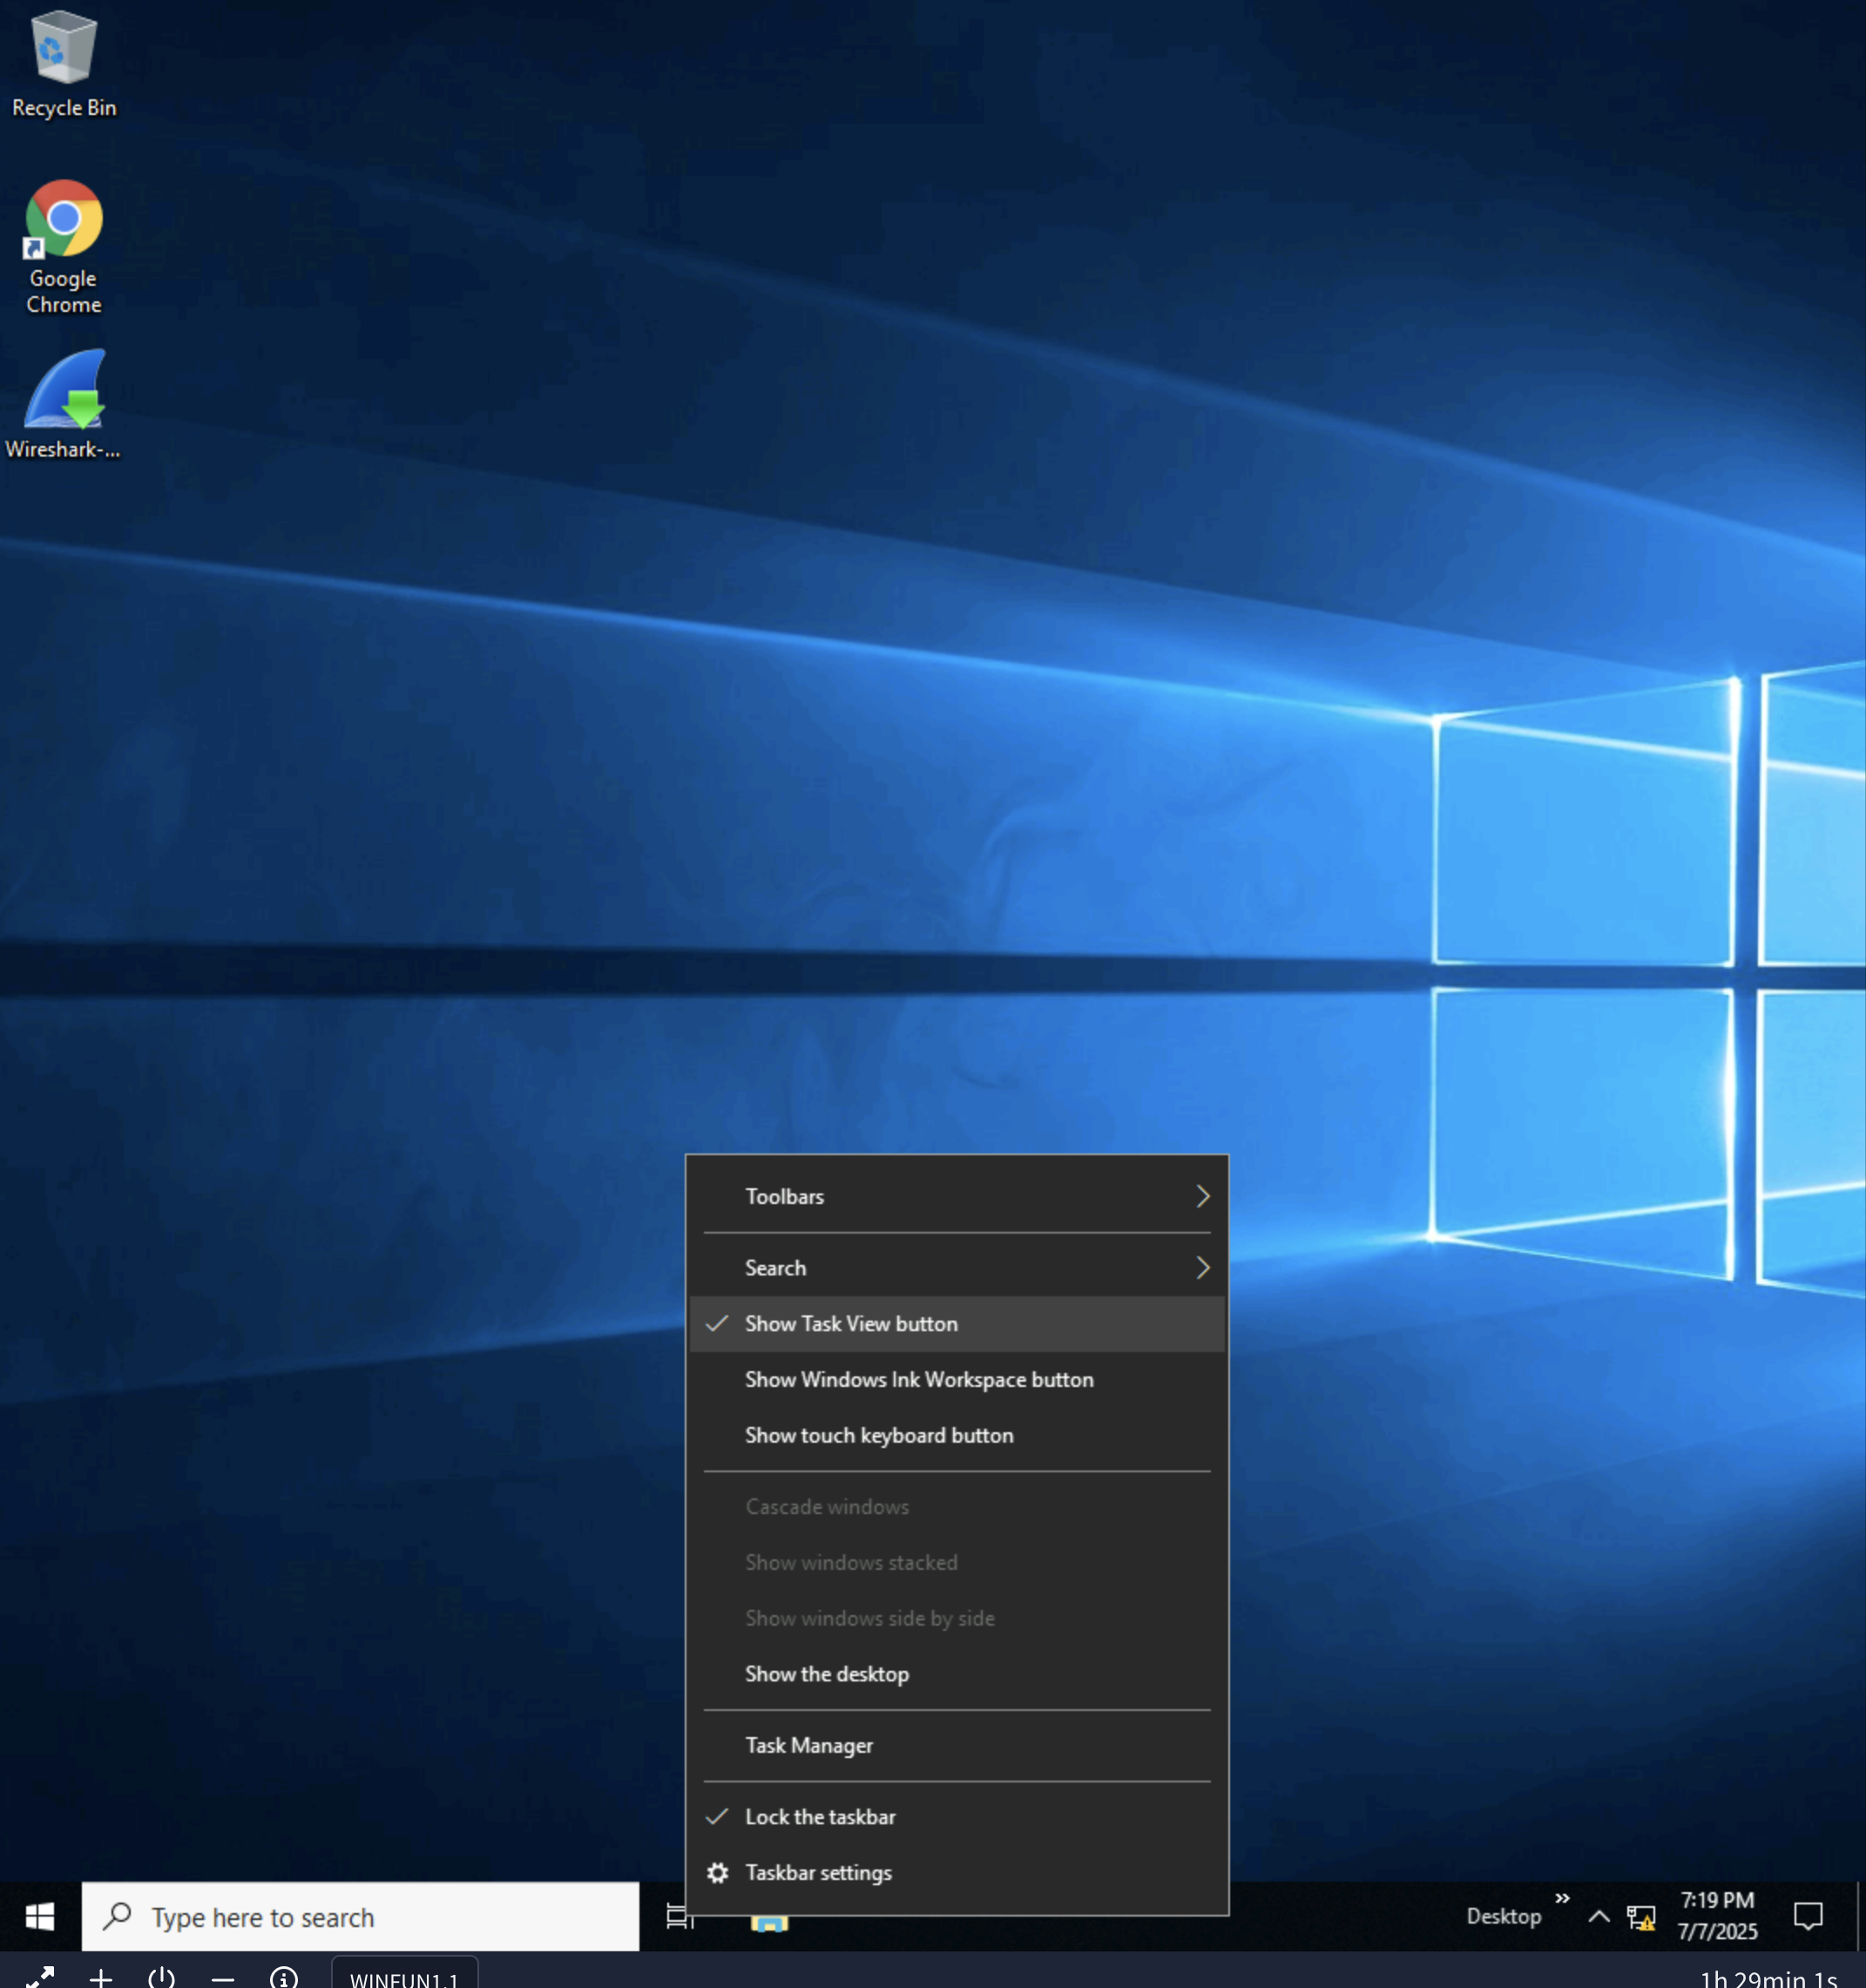 Recycle Bin
Google
Chrome
Wireshark-...
Toolbars
Search
Show Task View button
Show Windows Ink Workspace button
Show touch keyboard button
Cascade windows
Show windows stacked
Show windows side by side
Show the desktop
Task Manager
Lock the taskbar
Taskbar settings
Type here to search
Desktop
7:19 PM
7/7/2025
WINFUN1.1
1h 29min 1s